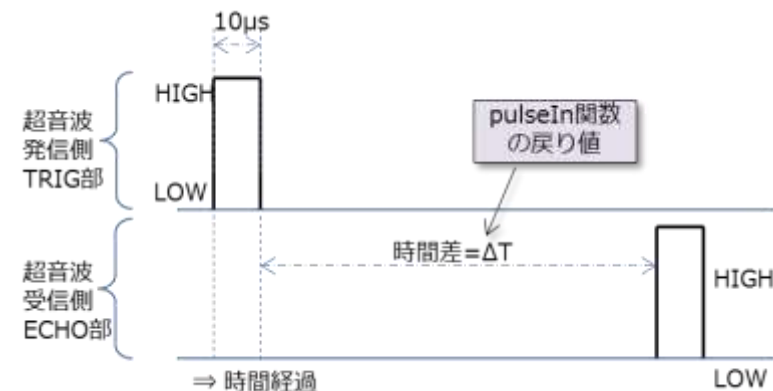 10μs
HIGH
超音波
発信側
TRIG部
LOW
pulseIn関数
の戻り値
時間差=ΔT
超音波
受信側
ECHO部
HIGH
⇒ 時間経過
LOW